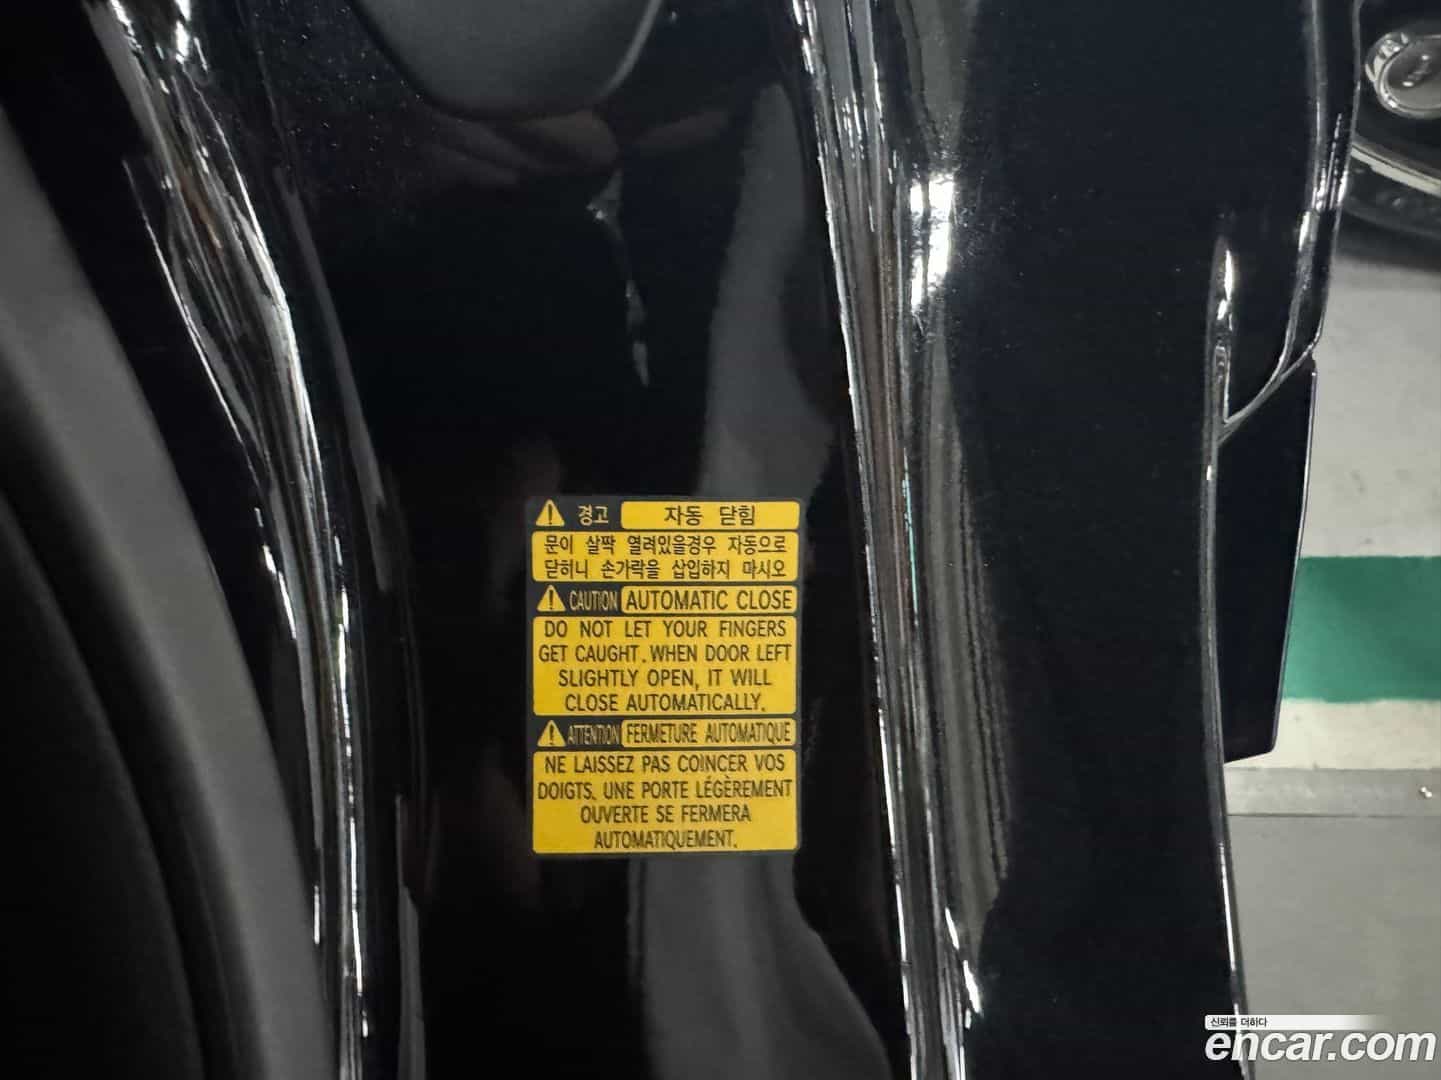 경고 자동 닫힘
문이 살짝 열려있을경우 자동으로
닫히니 손가락을 삽입하지 마시오
CAUTION AUTOMATIC CLOSE
DO NOT LET YOUR FINGERS
GET CAUGHT. WHEN DOOR LEFT
SLIGHTLY OPEN, IT WILL
CLOSE AUTOMATICALLY.
ATTENTION FERMETURE AUTOMATIQUE
NE LAISSEZ PAS COINCER VOS
DOIGTS. UNE PORTE LÉGÈREMENT
OUVERTE SE FERMERA
AUTOMATIQUEMENT.
신뢰를 더하다
encar.com